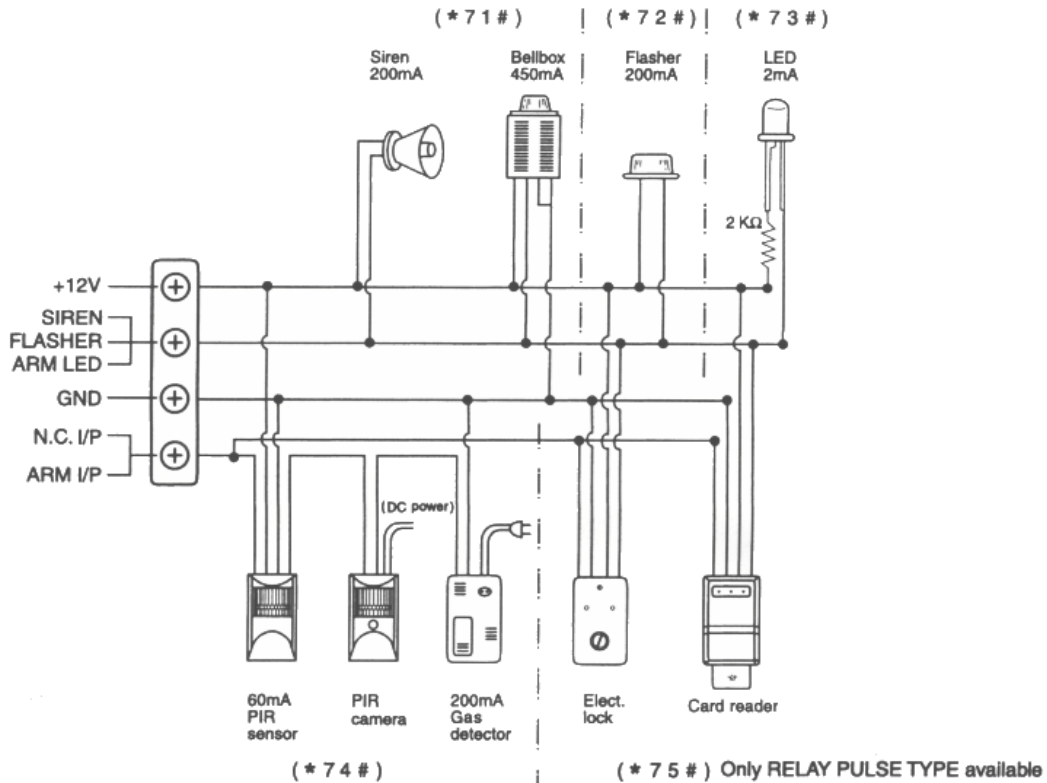 ( * 7 1 # )
( * 7 2 # )
( * 7 3 # )
Siren
200mA
Bellbox
450mA
Flasher
200mA
LED
2mA
2 KΩ
+12V
SIREN
FLASHER
ARM LED
GND
N.C. I/P
ARM I/P
(DC power)
60mA
PIR
sensor
PIR
camera
200mA
Gas
detector
Elect.
lock
Card reader
( * 7 4 # )
( * 7 5 # ) Only RELAY PULSE TYPE available